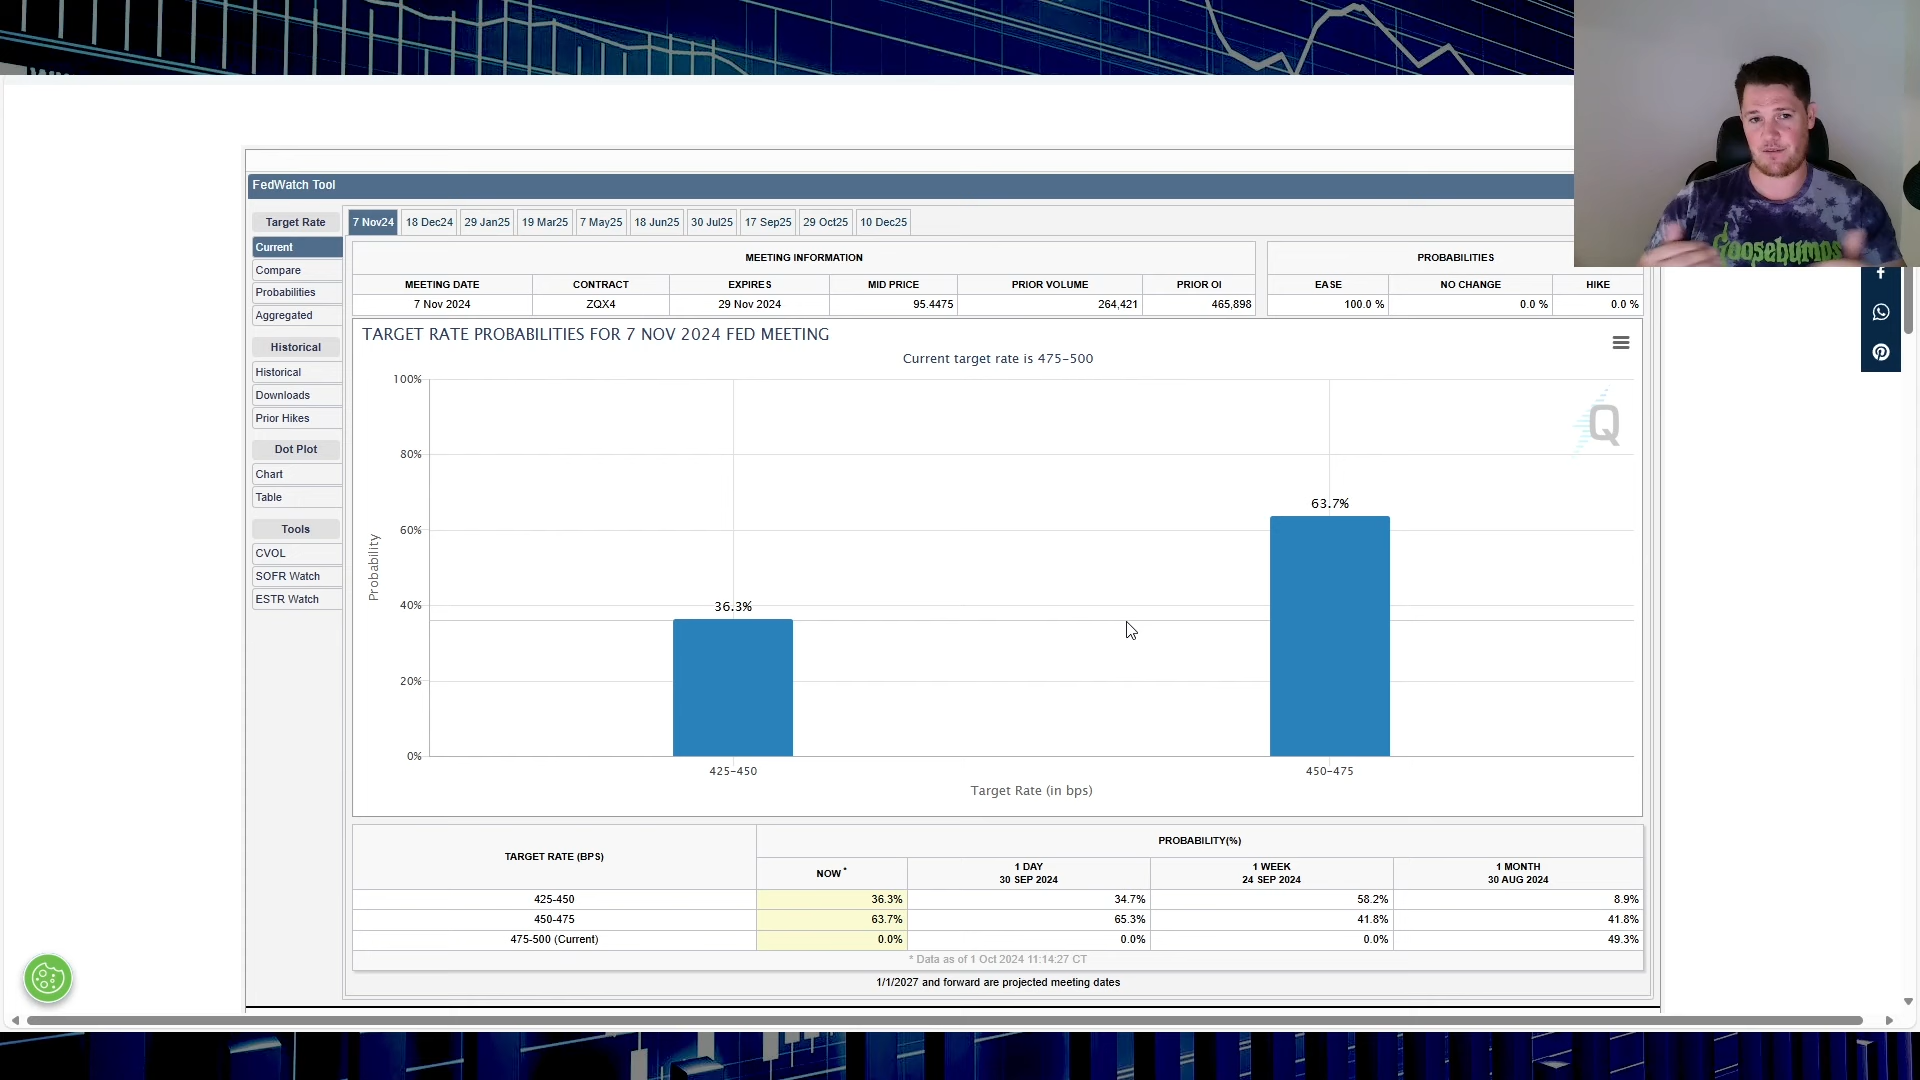 FedWatch Tool
Target Rate
Current
Compare
Probabilities
Aggregated
Historical
Historical
Downloads
Prior Hikes
Dot Plot
Chart
Table
Tools
CVOL
SOFR Watch
ESTR Watch
7 Nov24 18 Dec24 29 Jan25 19 Mar25 7 May25 18 Jun25 30 Jul25 17 Sep25 29 Oct25 10 Dec25
MEETING INFORMATION
MEETING DATE CONTRACT EXPIRES MID PRICE PRIOR VOLUME PRIOR OI
7 Nov 2024 ZQX4 29 Nov 2024 95.4475 264,421 465,898
PROBABILITIES
EASE NO CHANGE HIKE
100.0 % 0.0 % 0.0 %
TARGET RATE PROBABILITIES FOR 7 NOV 2024 FED MEETING
Current target rate is 475-500
100%
80%
60%
40%
20%
0%
Probability
36.3%
63.7%
Q
425-450 450-475
Target Rate (in bps)
TARGET RATE (BPS) PROBABILITY(%)
NOW * 1 DAY 1 WEEK 1 MONTH
30 SEP 2024 24 SEP 2024 30 AUG 2024
425-450 36.3% 34.7% 58.2% 8.9%
450-475 63.7% 65.3% 41.8% 41.8%
475-500 (Current) 0.0% 0.0% 0.0% 49.3%
* Data as of 1 Oct 2024 11:14:27 CT
1/1/2027 and forward are projected meeting dates
Goosebumps